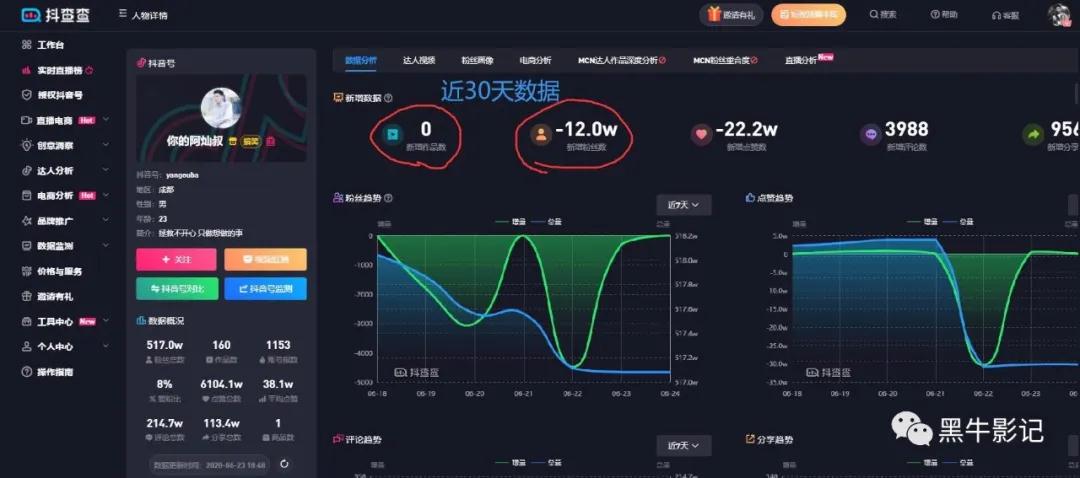 抖查查
人物详情
邀请有礼
搜索
帮助
客服
工作台
实时直播榜
授权抖音号
直播电商 Hot
创意洞察
达人分析
电商分析 Hot
品牌推广
数据监测
价格与服务
邀请有礼
工具中心 New
个人中心
操作指南
抖音号
你的阿灿叔
搞笑
抖音号: yangouba
地区: 成都
性别: 男
年龄: 23
简介: 拯救不开心 只做想做的事
关注
抖音号对比
抖音号监测
数据概况
517.0w
粉丝总数
160
作品数
1153
8%
6104.1w
点赞总数
38.1w
平均点赞
214.7w
评论总数
113.4w
分享总数
1
商品数
数据更新时间: 2020-06-23 18:48
数据分析
达人视频
粉丝画像
电商分析
MCN达人作品深度分析
MCN粉丝重合度
直播分析 New
近30天数据
新增数据
0
新增作品数
-12.0w
新增粉丝数
-22.2w
新增点赞数
3988
新增评论数
956
新增分享
粉丝趋势
近7天
增量
总量
增量
总量
0
-1000
-2000
-3000
-4000
-5000
518.2w
518.0w
517.8w
517.6w
517.4w
517.2w
517.0w
06-18
06-19
06-20
06-21
06-22
06-23
06-24
抖查查
点赞趋势
增量
总量
增量
5.0w
0
-5.0w
-10.0w
-15.0w
-20.0w
-25.0w
-30.0w
-35.0w
06-18
06-19
06-20
06-21
06-22
06-23
抖查查
评论趋势
近7天
增量
总量
增量
总量
分享趋势
增量
总量
增量
黑牛影记